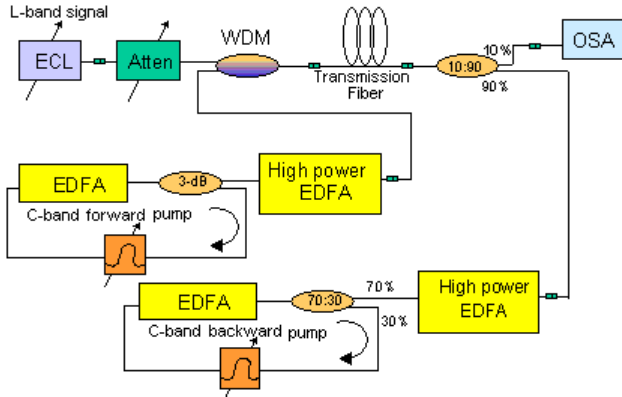 L-band signal
ECL
Atten
WDM
Transmission
Fiber
10:90
10%
90%
OSA
EDFA
3-dB
High power
EDFA
C-band forward pump
EDFA
70:30
70%
30%
High power
EDFA
C-band backward pump